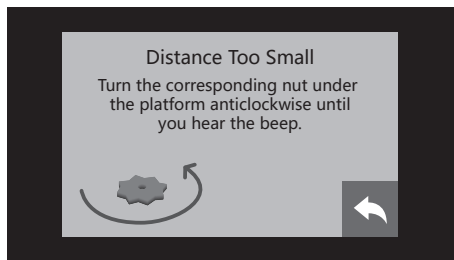 Distance Too Small
Turn the corresponding nut under
the platform anticlockwise until
you hear the beep.